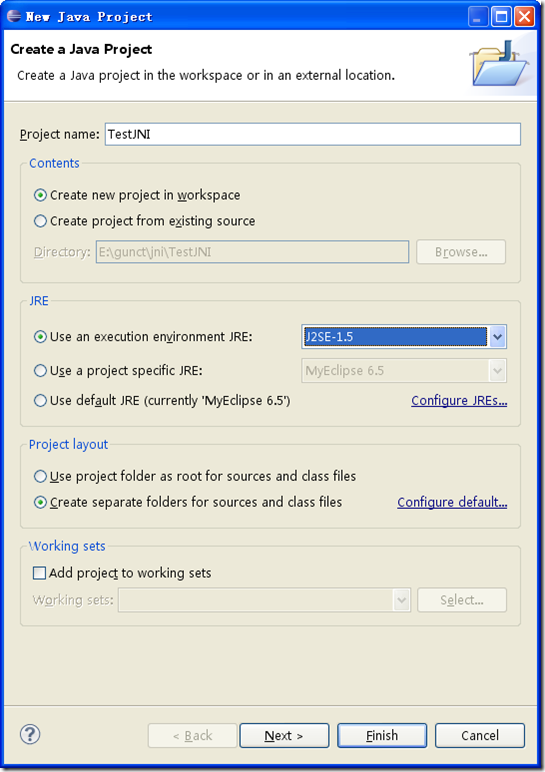 New Java Project
Create a Java Project
Create a Java project in the workspace or in an external location.
Project name: TestJNI
Contents
Create new project in workspace
Create project from existing source
Directory: E:\gunct\jni\TestJNI Browse...
JRE
Use an execution environment JRE: J2SE-1.5
Use a project specific JRE: MyEclipse 6.5
Use default JRE (currently 'MyEclipse 6.5') Configure JREs...
Project layout
Use project folder as root for sources and class files
Create separate folders for sources and class files Configure default...
Working sets
Add project to working sets
Working sets: Select...
? < Back Next > Finish Cancel